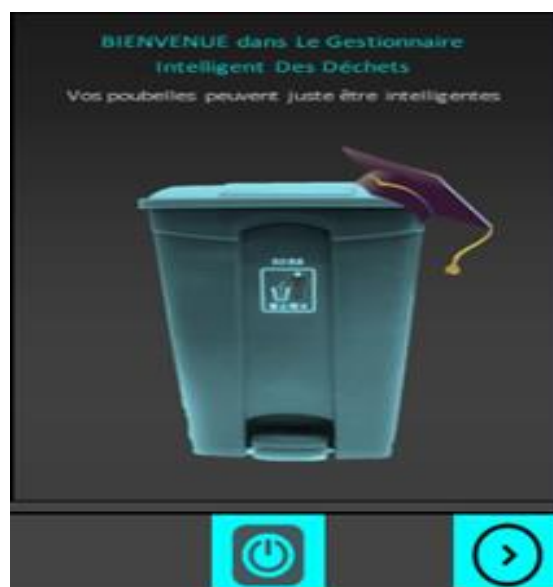 BIENVENUE dans Le Gestionnaire
Intelligent Des Déchets
Vos poubelles peuvent juste être intelligentes